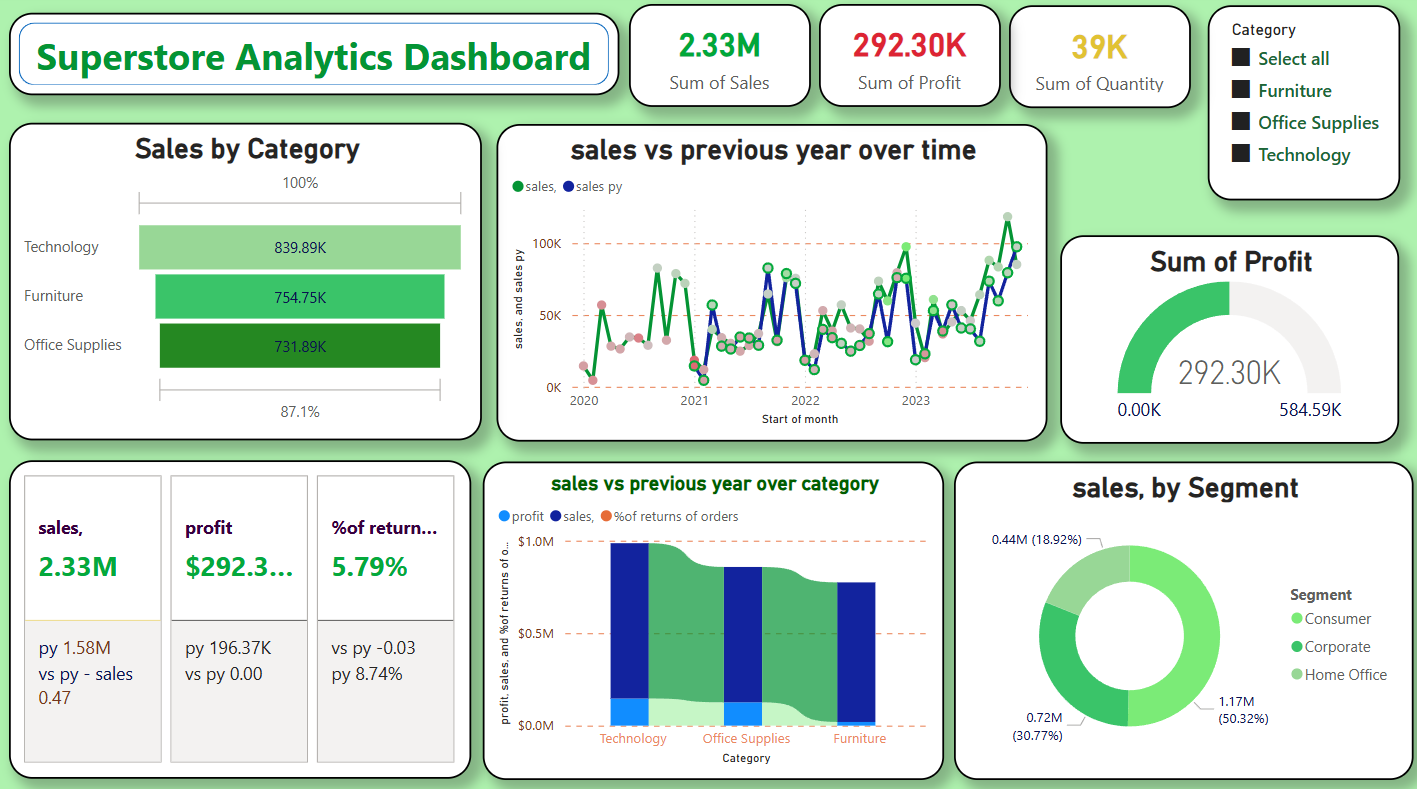 Superstore Analytics Dashboard
2.33M
Sum of Sales
292.30K
Sum of Profit
39K
Sum of Quantity
Category
Select all
Furniture
Office Supplies
Technology
Sales by Category
100%
Technology
839.89K
Furniture
754.75K
Office Supplies
731.89K
87.1%
sales vs previous year over time
sales, sales py
sales, and sales py
100K
50K
0K
2020 2021 2022 2023
Start of month
Sum of Profit
292.30K
0.00K 584.59K
sales,
2.33M
py 1.58M
vs py - sales
0.47
profit
$292.3...
py 196.37K
vs py 0.00
%of return...
5.79%
vs py -0.03
py 8.74%
sales vs previous year over category
profit sales, %of returns of orders
profit, sales, and %of returns of o...
$1.0M
$0.5M
$0.0M
Technology Office Supplies Furniture
Category
sales, by Segment
0.44M (18.92%)
0.72M
(30.77%)
1.17M
(50.32%)
Segment
Consumer
Corporate
Home Office